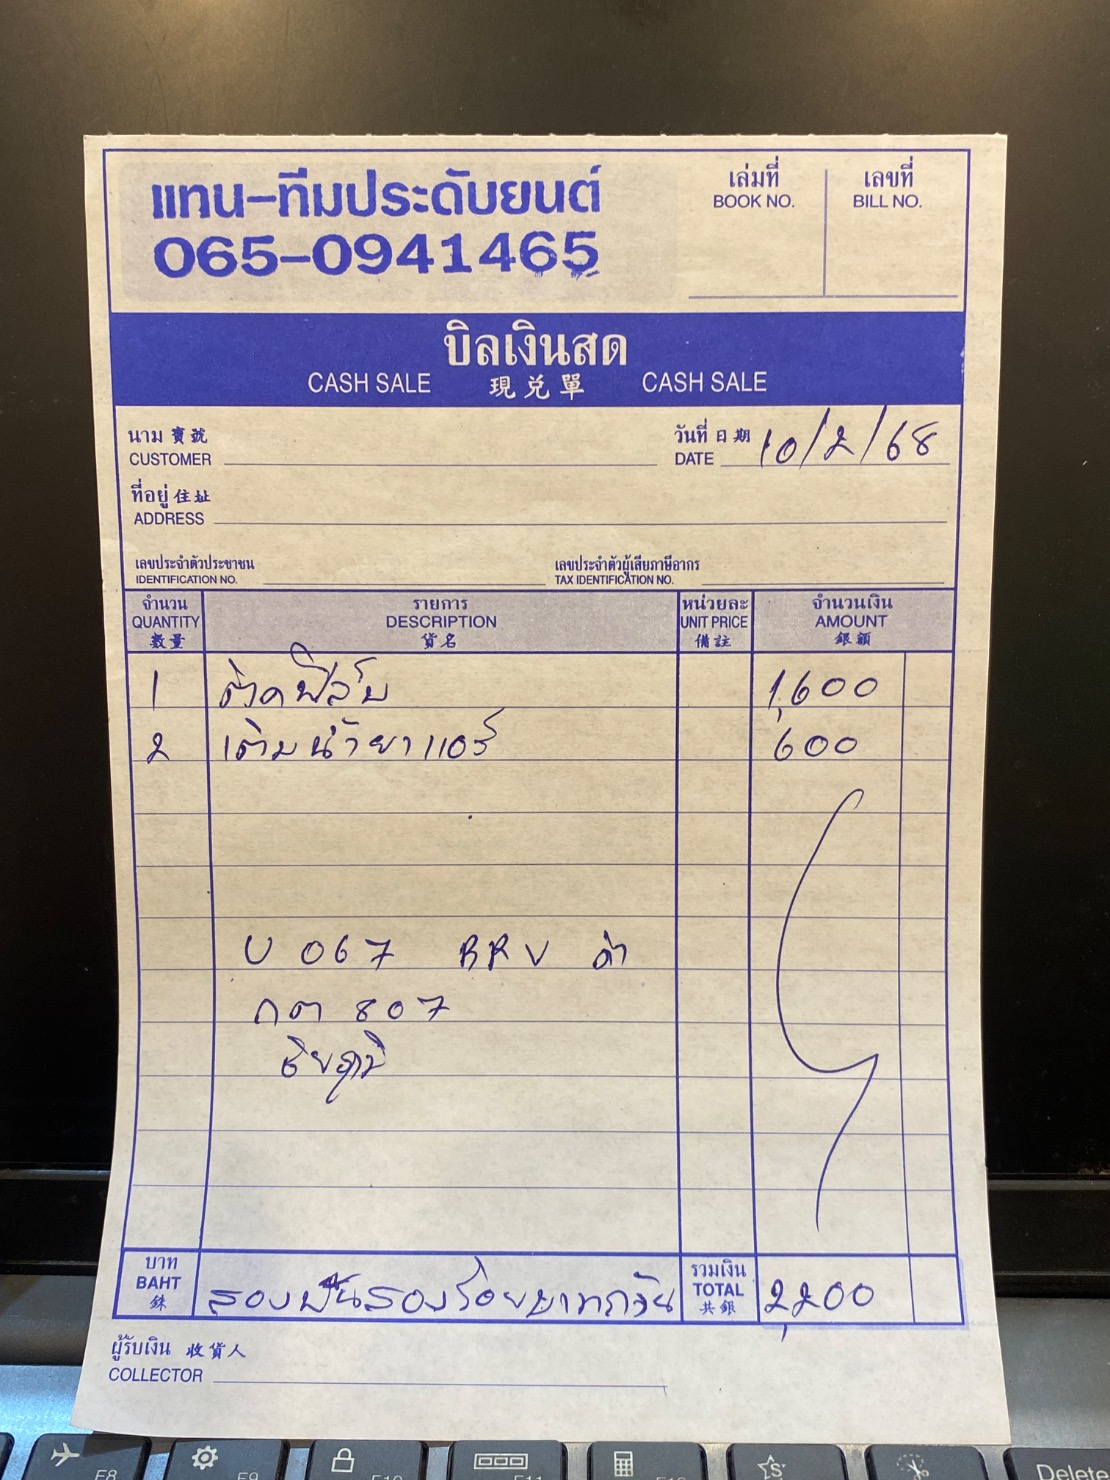 แทน-ทีมประดับยนต์
065-0941465
เล่มที่ เลขที่
BOOK NO. BILL NO.
บิลเงินสด
CASH SALE 現兌單 CASH SALE
นาม 寶號 วันที่ 日期 10/2/68
CUSTOMER DATE
ที่อยู่ 住址
ADDRESS
เลขประจำตัวประชาชน เลขประจำตัวผู้เสียภาษีอากร
IDENTIFICATION NO. TAX IDENTIFICATION NO.
จำนวน รายการ หน่วยละ จำนวนเงิน
QUANTITY DESCRIPTION UNIT PRICE AMOUNT
數量 貨名 備註 銀額
1 ติดฟิล์ม 1,600
2 เติมน้ำยาแอร์ 600
U 067 ดำ
กต 807
ชัยภูมิ
บาท รวมเงิน
BAHT สองพันสองร้อยบาทถ้วน TOTAL 2,200
銖 共銀
ผู้รับเงิน 收貨人
COLLECTOR
F8 F9 F10 F11 Delete